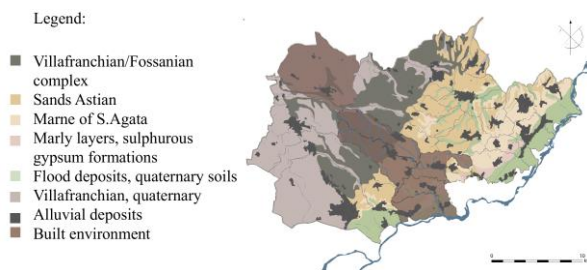 Legend:
Villafranchian/Fossanian
complex
Sands Astian
Marne of S.Agata
Marly layers, sulphurous
gypsum formations
Flood deposits, quaternary soils
Villafranchian, quaternary
Alluvial deposits
Built environment